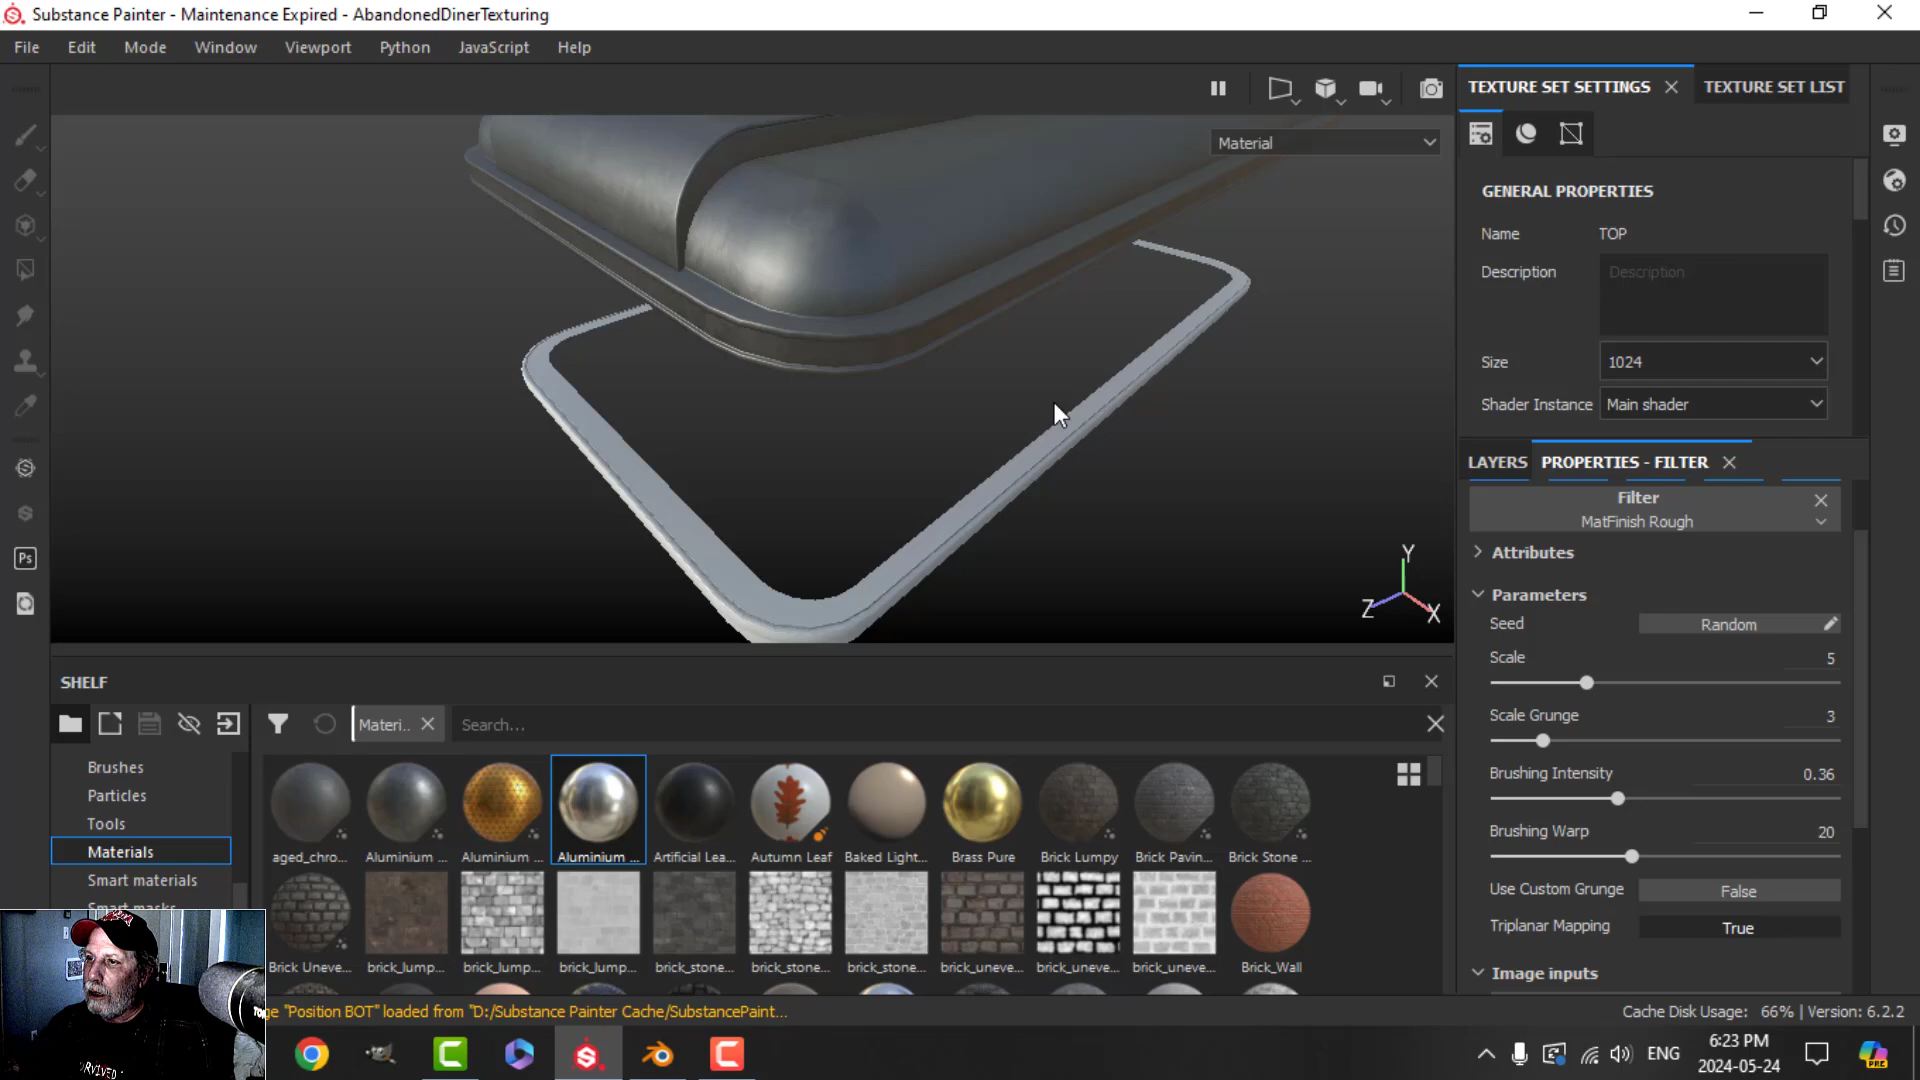 Substance Painter - Maintenance Expired - AbandonedDinerTexturing
File Edit Mode Window Viewport Python JavaScript Help
Material
Y
Z X
TEXTURE SET SETTINGS TEXTURE SET LIST
GENERAL PROPERTIES
Name TOP
Description Description
Size 1024
Shader Instance Main shader
LAYERS PROPERTIES - FILTER
Filter
MatFinish Rough
Attributes
Parameters
Seed Random
Scale 5
Scale Grunge 3
Brushing Intensity 0.36
Brushing Warp 20
Use Custom Grunge False
Triplanar Mapping True
Image inputs
Ps
SHELF
Materi.. Search...
Brushes
Particles
Tools
Materials
Smart materials
Smart masks
aged_chro... Aluminium ... Aluminium ... Aluminium ... Artificial Lea... Autumn Leaf Baked Light... Brass Pure Brick Lumpy Brick Pavin... Brick Stone ...
Brick Uneve... brick_lump... brick_lump... brick_lump... brick_stone... brick_stone... brick_stone... brick_uneve... brick_uneve... brick_uneve... Brick_Wall
ge "Position BOT" loaded from "D:/Substance Painter Cache/SubstancePaint...
Cache Disk Usage: 66% | Version: 6.2.2
ENG
6:23 PM
2024-05-24